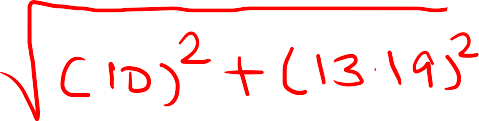 √((10)² + (13.19)²)